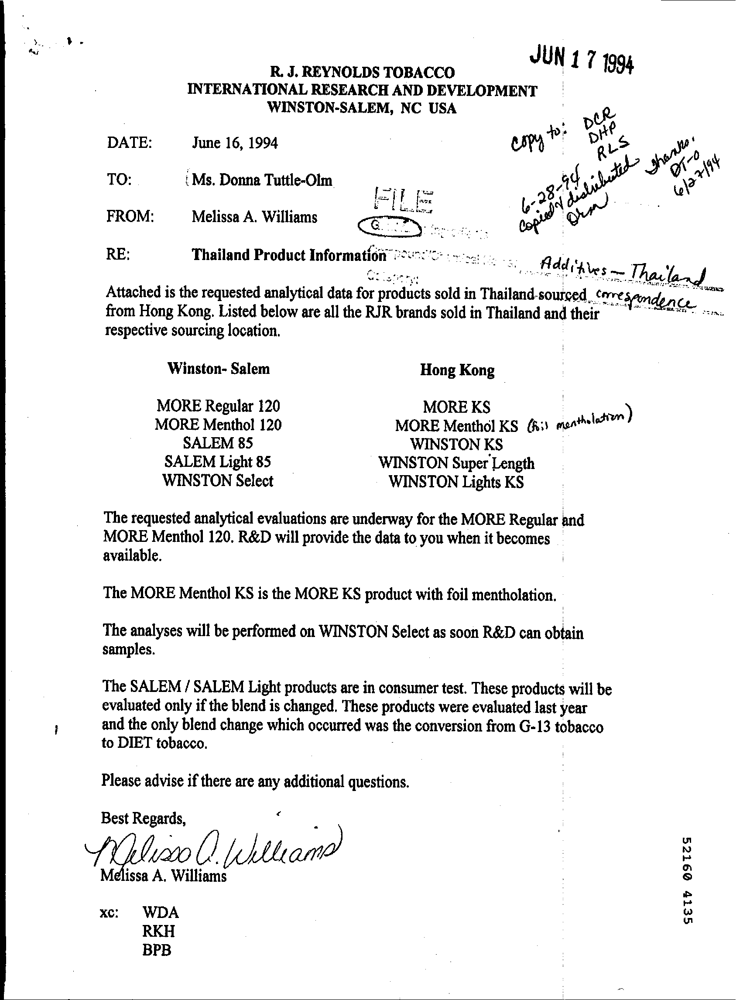 JUN 17 1994
R. J. REYNOLDS TOBACCO
INTERNATIONAL RESEARCH AND DEVELOPMENT
WINSTON-SALEM, NC USA
copy to: DCR
DHP
RLS
Thanks.
DT-O
6/27/94
6-28-94
Copied & distributed
DATE: June 16, 1994
TO: Ms. Donna Tuttle-Olm
FILE
FROM: Melissa A. Williams
G
RE: Thailand Product Information
Additives - Thailand
correspondence
Attached is the requested analytical data for products sold in Thailand sourced
from Hong Kong. Listed below are all the RJR brands sold in Thailand and their
respective sourcing location.
Winston- Salem Hong Kong
MORE Regular 120 MORE KS
MORE Menthol 120 MORE Menthol KS (foil mentholation)
SALEM 85 WINSTON KS
SALEM Light 85 WINSTON Super Length
WINSTON Select WINSTON Lights KS
The requested analytical evaluations are underway for the MORE Regular and
MORE Menthol 120. R&D will provide the data to you when it becomes
available.
The MORE Menthol KS is the MORE KS product with foil mentholation.
The analyses will be performed on WINSTON Select as soon R&D can obtain
samples.
The SALEM / SALEM Light products are in consumer test. These products will be
evaluated only if the blend is changed. These products were evaluated last year
and the only blend change which occurred was the conversion from G-13 tobacco
to DIET tobacco.
Please advise if there are any additional questions.
Best Regards,
Melissa A. Williams
Melissa A. Williams
xc: WDA
RKH
BPB
52160 4135